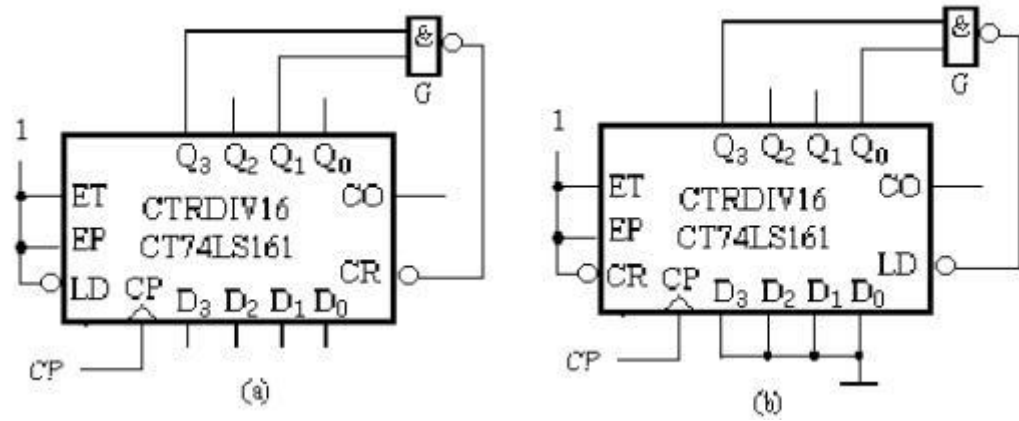 &
G
1
Q3 Q2 Q1 Q0
ET
CTRDIV16
CO
EP
CT74LS161
CR
LD
CP
D3 D2 D1 D0
CP
(a)
&
G
1
Q3 Q2 Q1 Q0
ET
CTRDIV16
CO
EP
CT74LS161
LD
CR
CP
D3 D2 D1 D0
CP
(b)